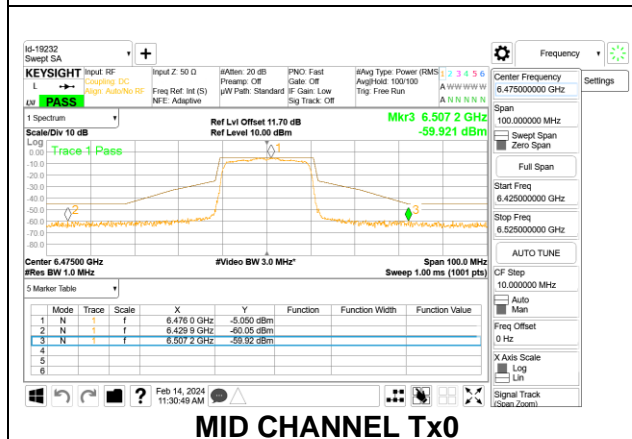 Id-19232
Swept SA
+
Frequency
KEYSIGHT Input: RF Input Z: 50 Ω #Atten: 20 dB PNO: Fast #Avg Type: Power (RMS 1 2 3 4 5 6
L Coupling: DC Preamp: Off Gate: Off Avg|Hold: 100/100 A W W W W W
Align: Auto/No RF Freq Ref: Int (S) µW Path: Standard IF Gain: Low Trig: Free Run
LXI PASS NFE: Adaptive Sig Track: Off A N N N N N
Center Frequency
6.475000000 GHz
Settings
1 Spectrum
Ref Lvl Offset 11.70 dB
Mkr3 6.507 2 GHz
Scale/Div 10 dB
Ref Level 10.00 dBm
-59.921 dBm
Span
100.000000 MHz
Swept Span
Zero Span
Log
Trace 1 Pass
0.00
-10.0
-20.0
-30.0
-40.0
-50.0
-60.0
-70.0
-80.0
1
2
3
Full Span
Start Freq
6.425000000 GHz
Stop Freq
6.525000000 GHz
AUTO TUNE
Center 6.47500 GHz #Video BW 3.0 MHz* Span 100.0 MHz
#Res BW 1.0 MHz Sweep 1.00 ms (1001 pts)
CF Step
10.000000 MHz
Auto
Man
5 Marker Table
Mode Trace Scale X Y Function Function Width Function Value
1 N 1 f 6.476 0 GHz -5.050 dBm
2 N 1 f 6.429 9 GHz -60.05 dBm
3 N 1 f 6.507 2 GHz -59.92 dBm
4
5
6
Freq Offset
0 Hz
X Axis Scale
Log
Lin
Signal Track
(Span Zoom)
? Feb 14, 2024
11:30:49 AM
MID CHANNEL Tx0